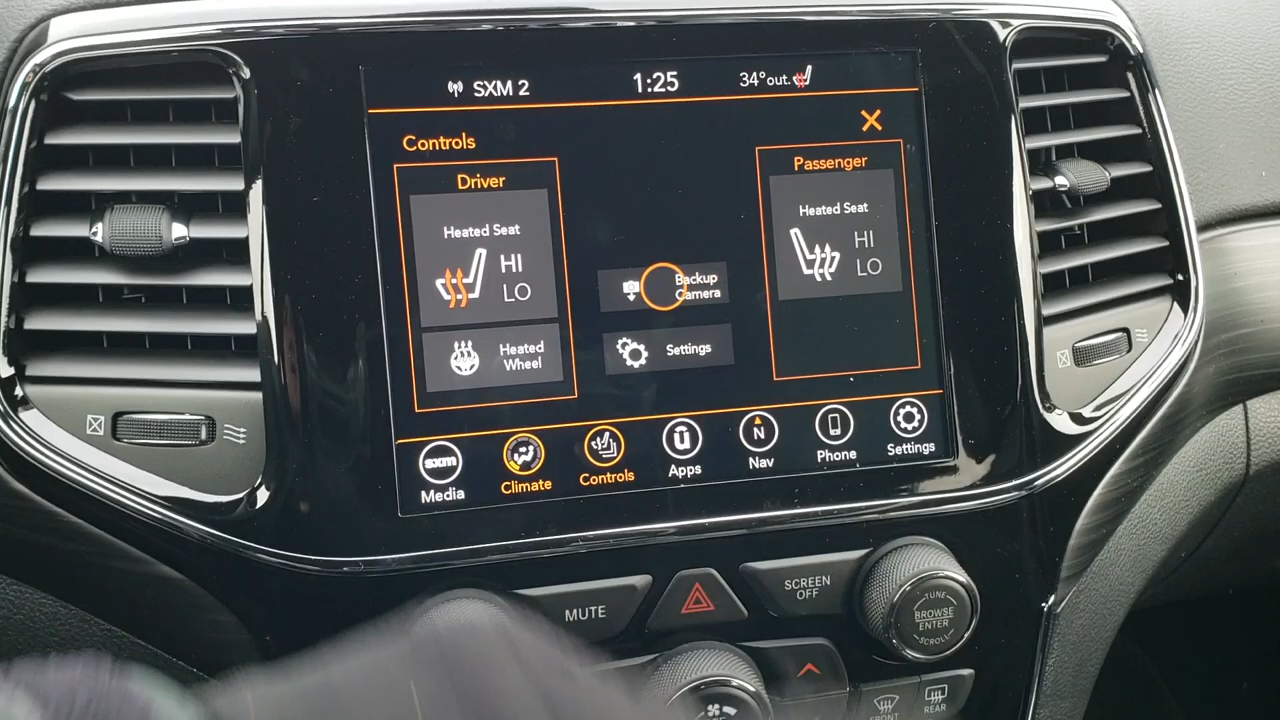 SXM 2
1:25
34°out.
Controls
Driver
Heated Seat
HI
LO
Heated
Wheel
Backup
Camera
Settings
Passenger
Heated Seat
HI
LO
sxm
Media
Climate
Controls
Apps
N
Nav
Phone
Settings
MUTE
SCREEN
OFF
TUNE
BROWSE
ENTER
SCROLL
FRONT
REAR